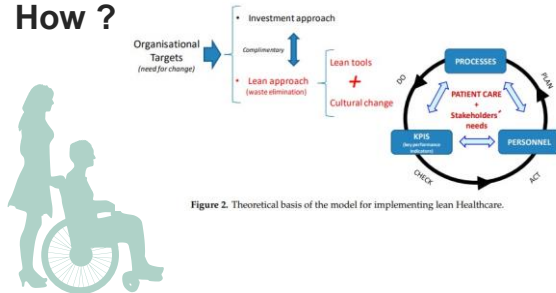 How ?
Organisational
Targets
(need for change)
• Investment approach
Complimentary
• Lean approach
(waste elimination)
Lean tools
+
Cultural change
PROCESSES
DO
PLAN
PATIENT CARE
+
Stakeholders´
needs
KPIS
(key performance
indicators)
PERSONNEL
CHECK
ACT
Figure 2. Theoretical basis of the model for implementing lean Healthcare.